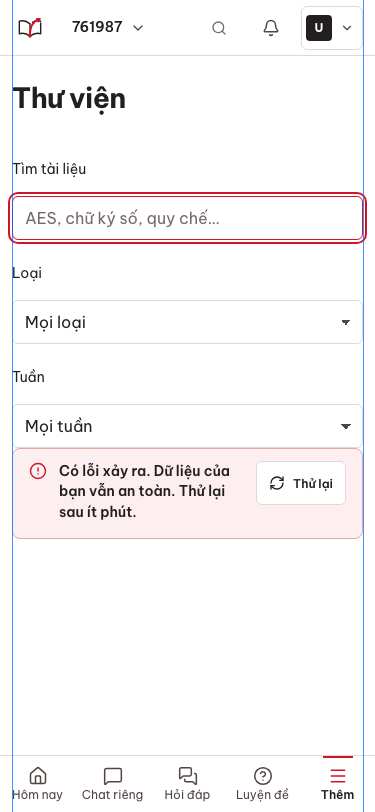 761987
U
Thư viện
Tìm tài liệu
AES, chữ ký số, quy chế...
Loại
Mọi loại
Tuần
Mọi tuần
Có lỗi xảy ra. Dữ liệu của
bạn vẫn an toàn. Thử lại
sau ít phút.
Thử lại
Hôm nay
Chat riêng
Hỏi đáp
Luyện đề
Thêm